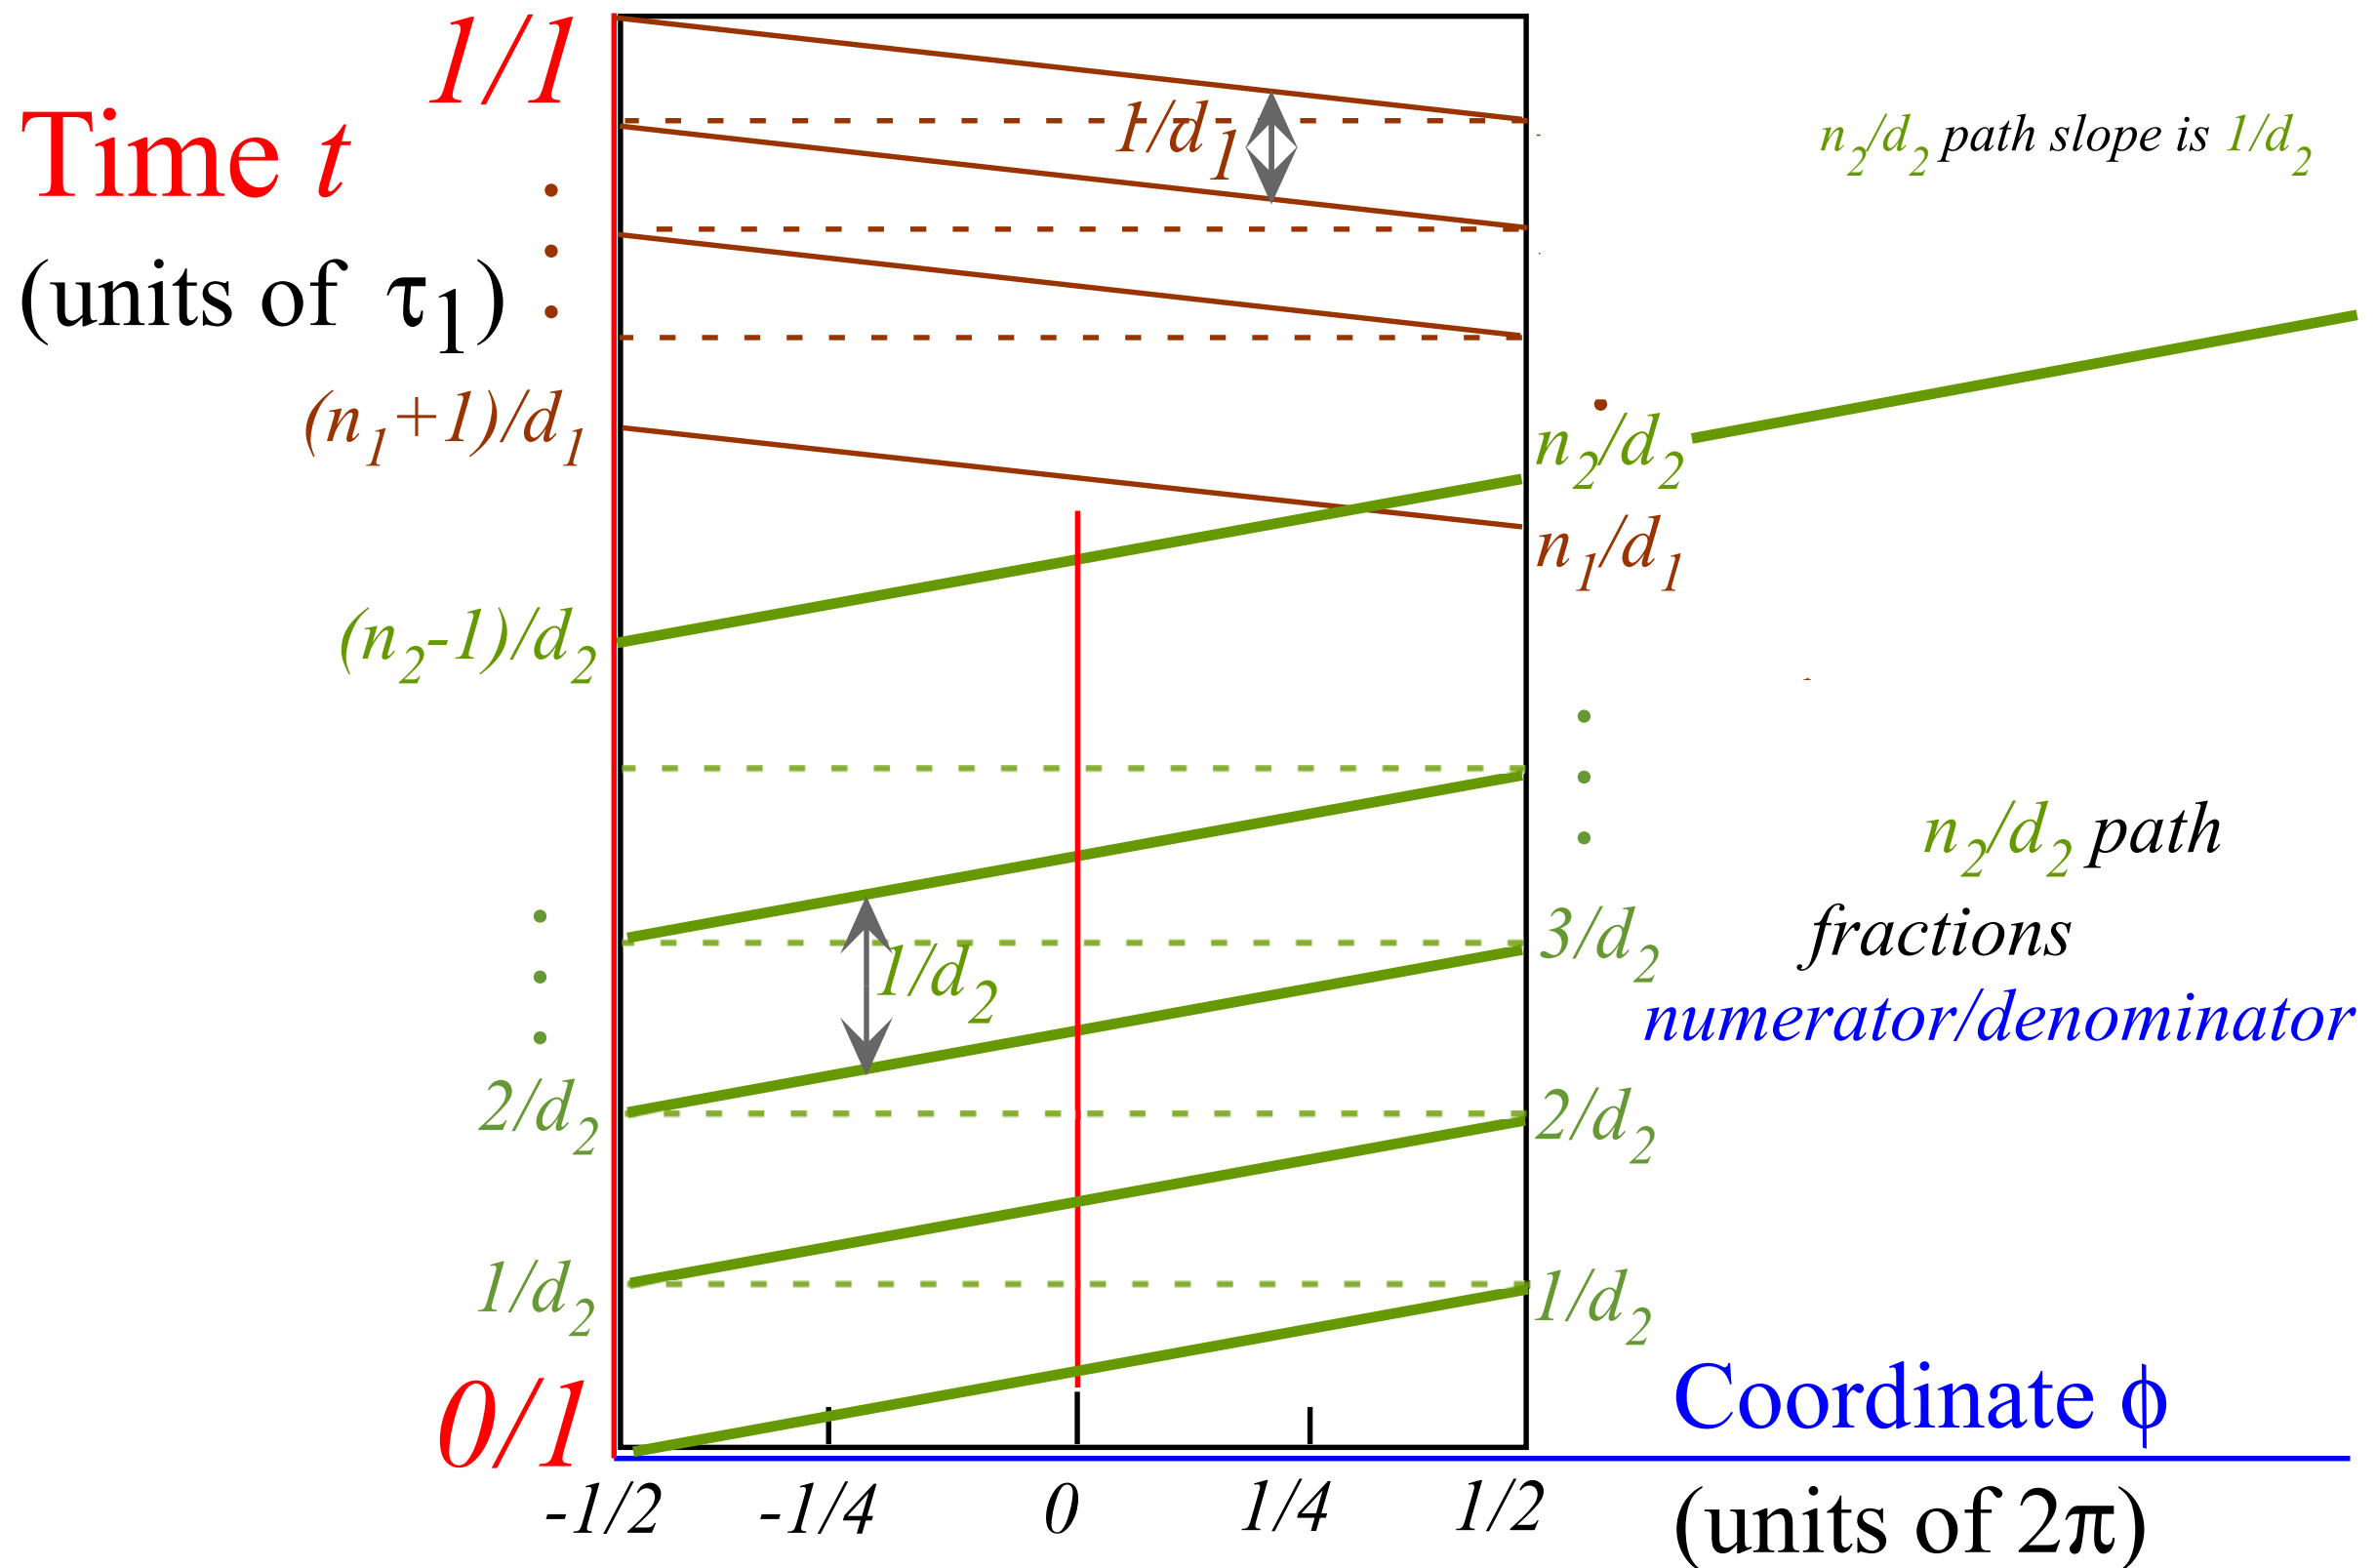 1/1
Time t
(units of τ1)
1/d1
n2/d2 path slope is 1/d2
(n1+1)/d1
n2/d2
n1/d1
(n2-1)/d2
n2/d2 path
fractions
numerator/denominator
1/d2
3/d2
2/d2
2/d2
1/d2
1/d2
0/1
Coordinate ϕ
(units of 2π)
-1/2 -1/4 0 1/4 1/2